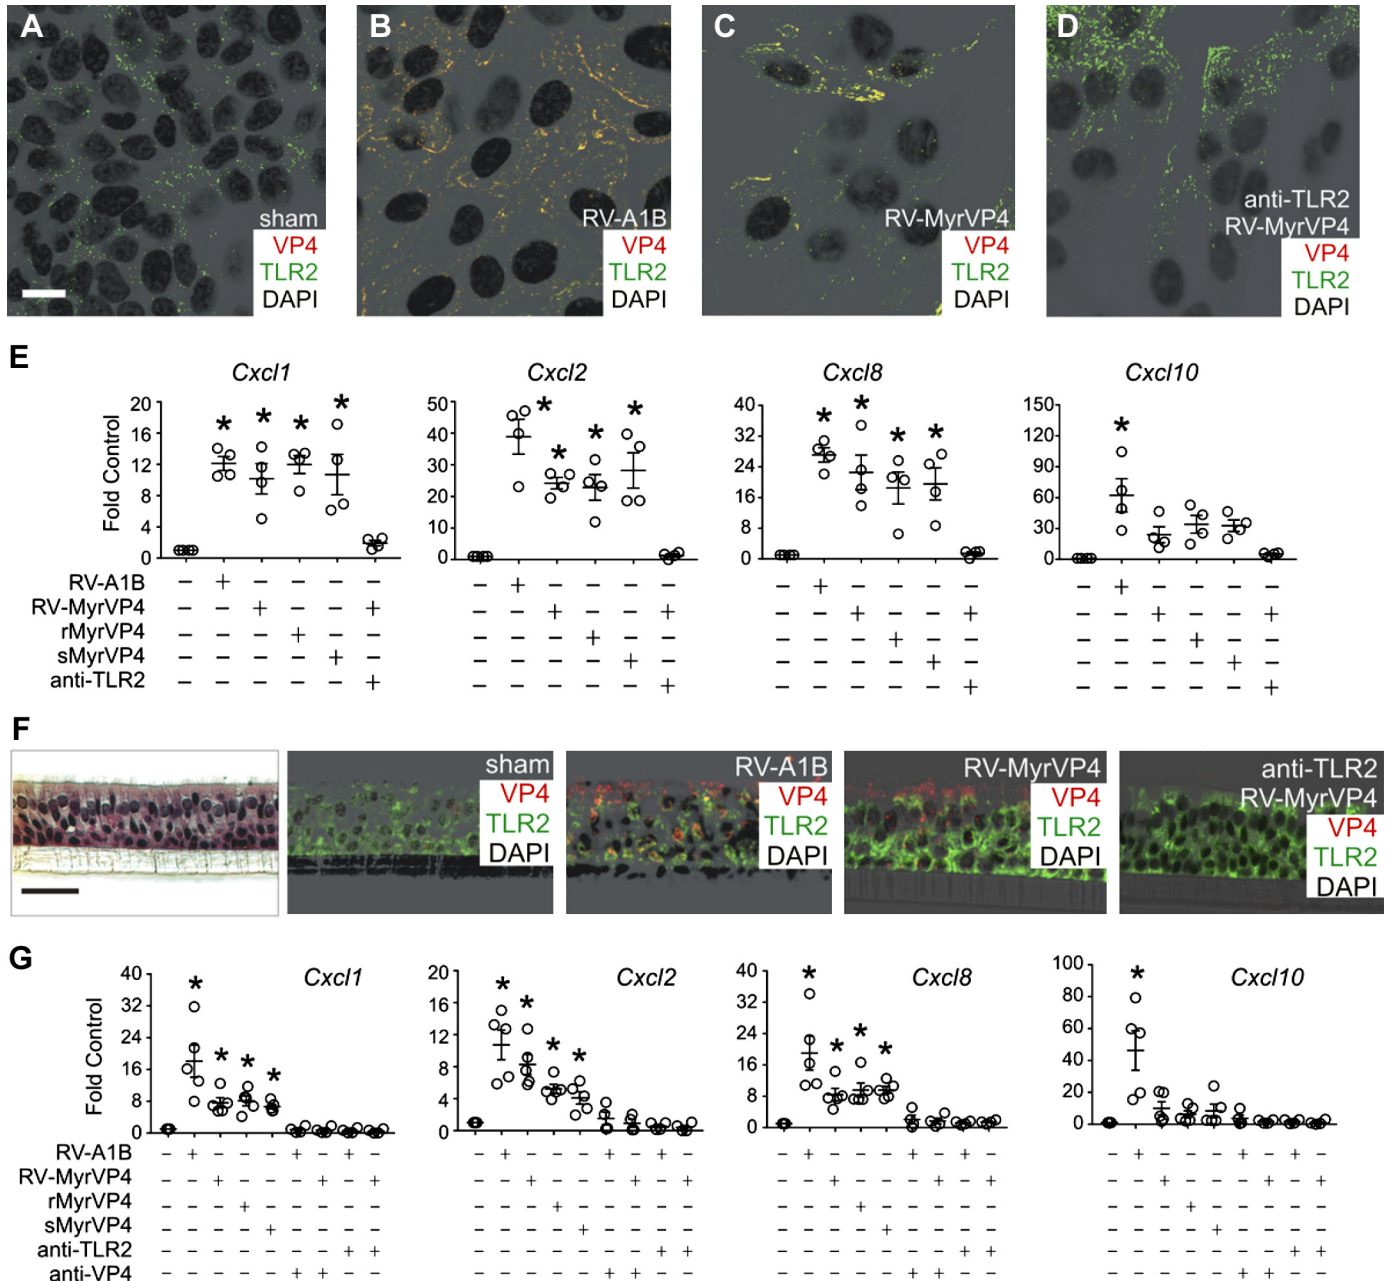 A
sham
VP4
TLR2
DAPI
B
RV-A1B
VP4
TLR2
DAPI
C
RV-MyrVP4
VP4
TLR2
DAPI
D
anti-TLR2
RV-MyrVP4
VP4
TLR2
DAPI
E
Cxcl1
Cxcl2
Cxcl8
Cxcl10
Fold Control
20
16
12
8
4
0
* * * *
50
40
30
20
10
0
* * * *
40
32
24
16
8
0
* * * *
150
120
90
60
30
0
*
RV-A1B − + − − − − − + − − − − − + − − − − − + − − − −
RV-MyrVP4 − − + − − + − − + − − + − − + − − + − − + − − +
rMyrVP4 − − − + − − − − − + − − − − − + − − − − − + − −
sMyrVP4 − − − − + − − − − − + − − − − − + − − − − − + −
anti-TLR2 − − − − − + − − − − − + − − − − − + − − − − − +
F
sham
VP4
TLR2
DAPI
RV-A1B
VP4
TLR2
DAPI
RV-MyrVP4
VP4
TLR2
DAPI
anti-TLR2
RV-MyrVP4
VP4
TLR2
DAPI
G
Cxcl1
Cxcl2
Cxcl8
Cxcl10
Fold Control
40
32
24
16
8
0
* * * *
20
16
12
8
4
0
* * * *
40
32
24
16
8
0
* * * *
100
80
60
40
20
0
*
RV-A1B − + − − − + − + − − + − − − + − + − − + − − − + − + − − + − − − + − + −
RV-MyrVP4 − − + − − − + − + − − + − − − + − + − − + − − − + − + − − + − − − + − +
rMyrVP4 − − − + − − − − − − − − + − − − − − − − − + − − − − − − − − + − − − − −
sMyrVP4 − − − − + − − − − − − − − + − − − − − − − − + − − − − − − − − + − − − −
anti-TLR2 − − − − − − − + + − − − − − − − + + − − − − − − − + + − − − − − − − + +
anti-VP4 − − − − − + + − − − − − − − + + − − − − − − − + + − − − − − − − + + − −